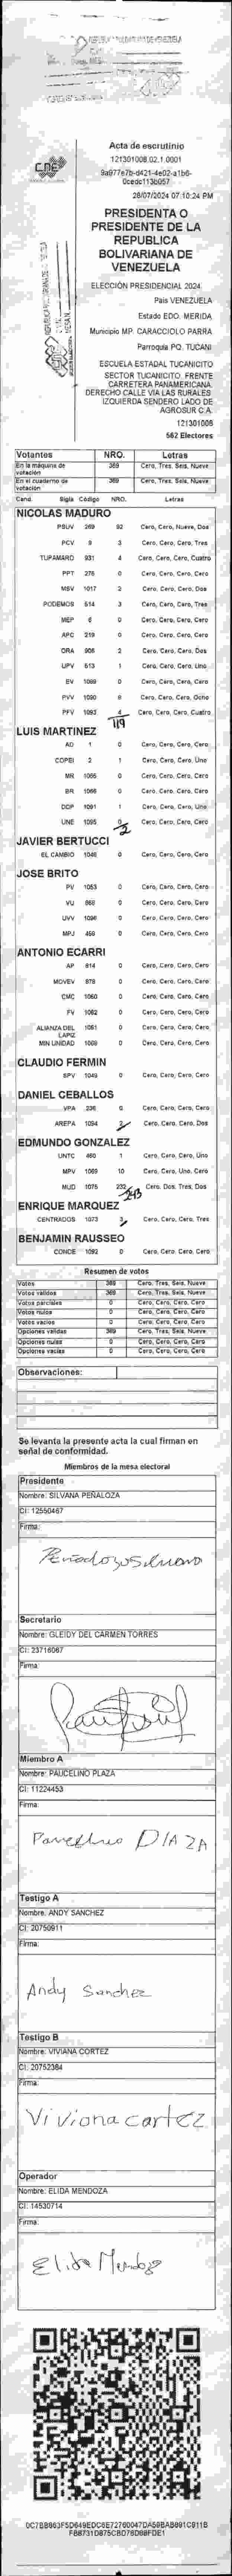 Acta de escrutinio
121301008.02.1.0001
9a977e7b-d421-4e02-a1b6-
0cedc113b057
28/07/2024 07:10:24 PM
PRESIDENTA O
PRESIDENTE DE LA
REPUBLICA
BOLIVARIANA DE
VENEZUELA
ELECCIÓN PRESIDENCIAL 2024
Pais VENEZUELA
Estado EDO. MERIDA
Municipio MP. CARACCIOLO PARRA
Parroquia PQ. TUCANI
ESCUELA ESTADAL TUCANICITO
SECTOR TUCANICITO. FRENTE
CARRETERA PANAMERICANA.
DERECHO CALLE VIA LAS RURALES.
IZQUIERDA SENDERO LADO DE
AGROSUR C.A.
121301008
562 Electores
Votantes NRO. Letras
En la máquina de votación 369 Cero, Tres, Seis, Nueve
En el cuaderno de votación 369 Cero, Tres, Seis, Nueve
Cand. Sigla Código NRO. Letras
NICOLAS MADURO
PSUV 269 92 Cero, Cero, Nueve, Dos
PCV 9 3 Cero, Cero, Cero, Tres
TUPAMARO 931 4 Cero, Cero, Cero, Cuatro
PPT 276 0 Cero, Cero, Cero, Cero
MSV 1017 2 Cero, Cero, Cero, Dos
PODEMOS 514 3 Cero, Cero, Cero, Tres
MEP 6 0 Cero, Cero, Cero, Cero
APC 219 0 Cero, Cero, Cero, Cero
ORA 906 2 Cero, Cero, Cero, Dos
UPV 613 1 Cero, Cero, Cero, Uno
EV 1089 0 Cero, Cero, Cero, Cero
PVV 1090 8 Cero, Cero, Cero, Ocho
PFV 1093 4 Cero, Cero, Cero, Cuatro
119
LUIS MARTINEZ
AD 1 0 Cero, Cero, Cero, Cero
COPEI 2 1 Cero, Cero, Cero, Uno
MR 1055 0 Cero, Cero, Cero, Cero
BR 1066 0 Cero, Cero, Cero, Cero
DDP 1091 1 Cero, Cero, Cero, Uno
UNE 1095 0 Cero, Cero, Cero, Cero
2
JAVIER BERTUCCI
EL CAMBIO 1046 0 Cero, Cero, Cero, Cero
JOSE BRITO
PV 1053 0 Cero, Cero, Cero, Cero
VU 868 0 Cero, Cero, Cero, Cero
UVV 1096 0 Cero, Cero, Cero, Cero
MPJ 450 0 Cero, Cero, Cero, Cero
ANTONIO ECARRI
AP 814 0 Cero, Cero, Cero, Cero
MOVEV 978 0 Cero, Cero, Cero, Cero
CMC 1060 0 Cero, Cero, Cero, Cero
FV 1062 0 Cero, Cero, Cero, Cero
ALIANZA DEL LAPIZ 1051 0 Cero, Cero, Cero, Cero
MIN UNIDAD 1068 0 Cero, Cero, Cero, Cero
CLAUDIO FERMIN
SPV 1049 0 Cero, Cero, Cero, Cero
DANIEL CEBALLOS
VPA 236 0 Cero, Cero, Cero, Cero
AREPA 1094 2 Cero, Cero, Cero, Dos
EDMUNDO GONZALEZ
UNTC 460 1 Cero, Cero, Cero, Uno
MPV 1069 10 Cero, Cero, Uno, Cero
MUD 1075 232 Cero, Dos, Tres, Dos
243
ENRIQUE MARQUEZ
CENTRADOS 1073 3 Cero, Cero, Cero, Tres
BENJAMIN RAUSSEO
CONDE 1092 0 Cero, Cero, Cero, Cero
Resumen de votos
Votos 369 Cero, Tres, Seis, Nueve
Votos válidos 369 Cero, Tres, Seis, Nueve
Votos parciales 0 Cero, Cero, Cero, Cero
Votos nulos 0 Cero, Cero, Cero, Cero
Votos vacíos 0 Cero, Cero, Cero, Cero
Opciones válidas 369 Cero, Tres, Seis, Nueve
Opciones nulas 0 Cero, Cero, Cero, Cero
Opciones vacías 0 Cero, Cero, Cero, Cero
Observaciones:
Se levanta la presente acta la cual firman en
señal de conformidad.
Miembros de la mesa electoral
Presidente
Nombre: SILVANA PEÑALOZA
CI: 12550467
Firma:
Secretario
Nombre: GLEIDY DEL CARMEN TORRES
CI: 23716067
Firma:
Miembro A
Nombre: PAUCELINO PLAZA
CI: 11224453
Firma:
Testigo A
Nombre: ANDY SANCHEZ
CI: 20750911
Firma:
Andy Sanchez
Testigo B
Nombre: VIVIANA CORTEZ
CI: 20752384
Firma:
Viviana cortez
Operador
Nombre: ELIDA MENDOZA
CI: 14530714
Firma:
Elida Mendoza